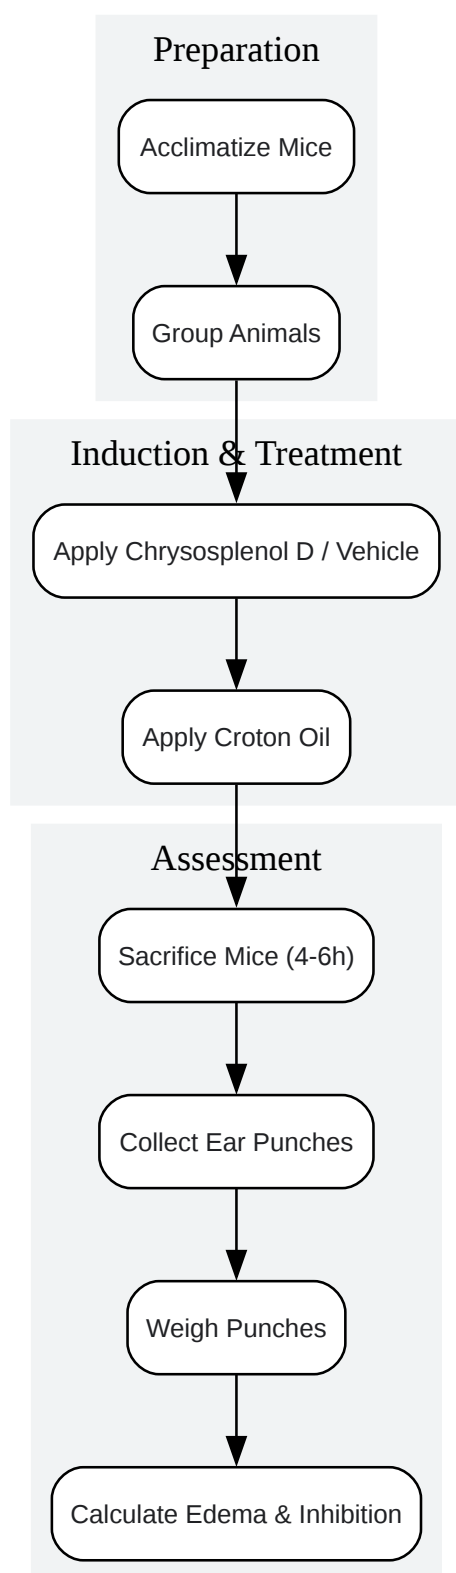 Preparation
Acclimatize Mice
Group Animals
Induction & Treatment
Apply Chrysosplenol D / Vehicle
Apply Croton Oil
Assessment
Sacrifice Mice (4-6h)
Collect Ear Punches
Weigh Punches
Calculate Edema & Inhibition